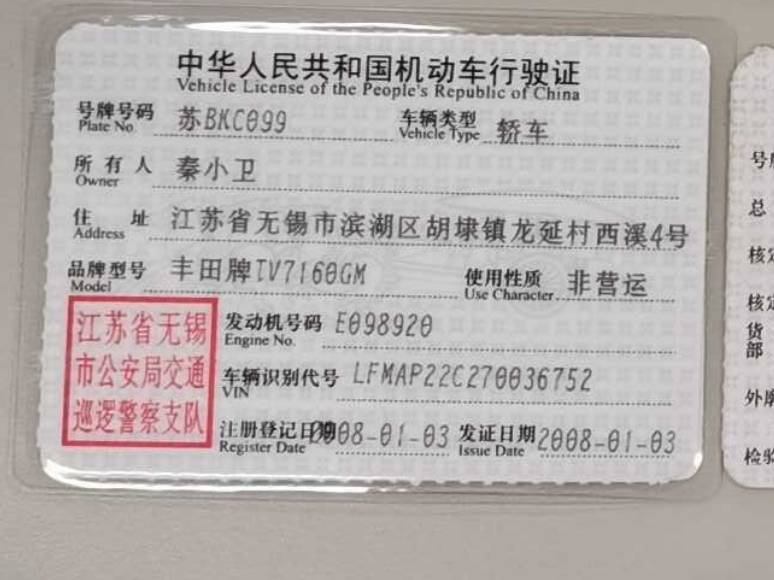 中华人民共和国机动车行驶证
Vehicle License of the People's Republic of China
号牌号码 苏BKC099 车辆类型 轿车
Plate No. Vehicle Type
所有人 秦小卫
Owner
住址 江苏省无锡市滨湖区胡埭镇龙延村西溪4号
Address
品牌型号 丰田牌TV7160GM 使用性质 非营运
Model Use Character
江苏省无锡
市公安局交通
巡逻警察支队
发动机号码 E098920
Engine No.
车辆识别代号 LFMAP22C270036752
VIN
注册登记日期 2008-01-03 发证日期 2008-01-03
Register Date Issue Date
号
总
核定
核定
货
部
外廓
检验